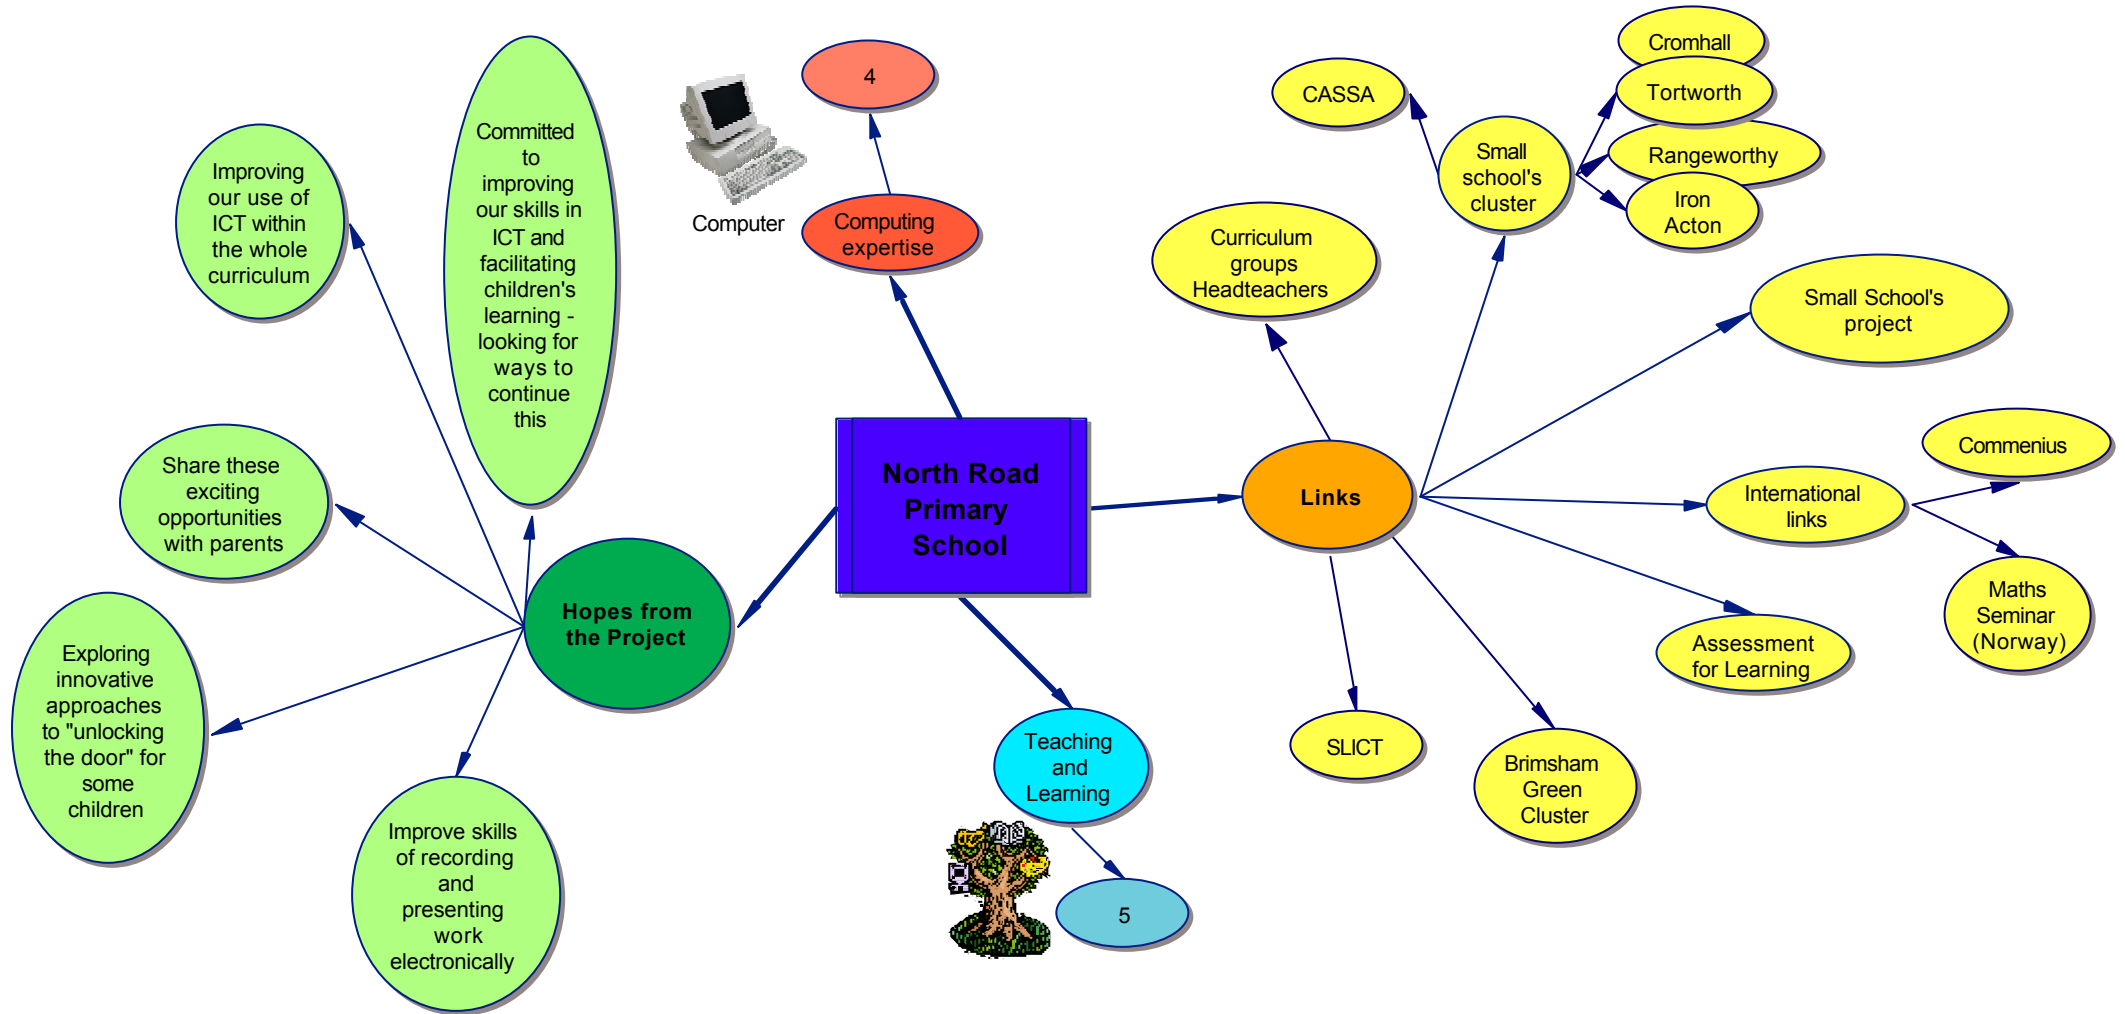 North Road
Primary
School
Computing
expertise
4
Computer
Links
Curriculum
groups
Headteachers
Small
school's
cluster
CASSA
Cromhall
Tortworth
Rangeworthy
Iron
Acton
Small School's
project
International
links
Commenius
Maths
Seminar
(Norway)
Assessment
for Learning
Brimsham
Green
Cluster
SLICT
Teaching
and
Learning
5
Hopes from
the Project
Committed
to
improving
our skills in
ICT and
facilitating
children's
learning -
looking for
ways to
continue
this
Improving
our use of
ICT within
the whole
curriculum
Share these
exciting
opportunities
with parents
Exploring
innovative
approaches
to "unlocking
the door" for
some
children
Improve skills
of recording
and
presenting
work
electronically